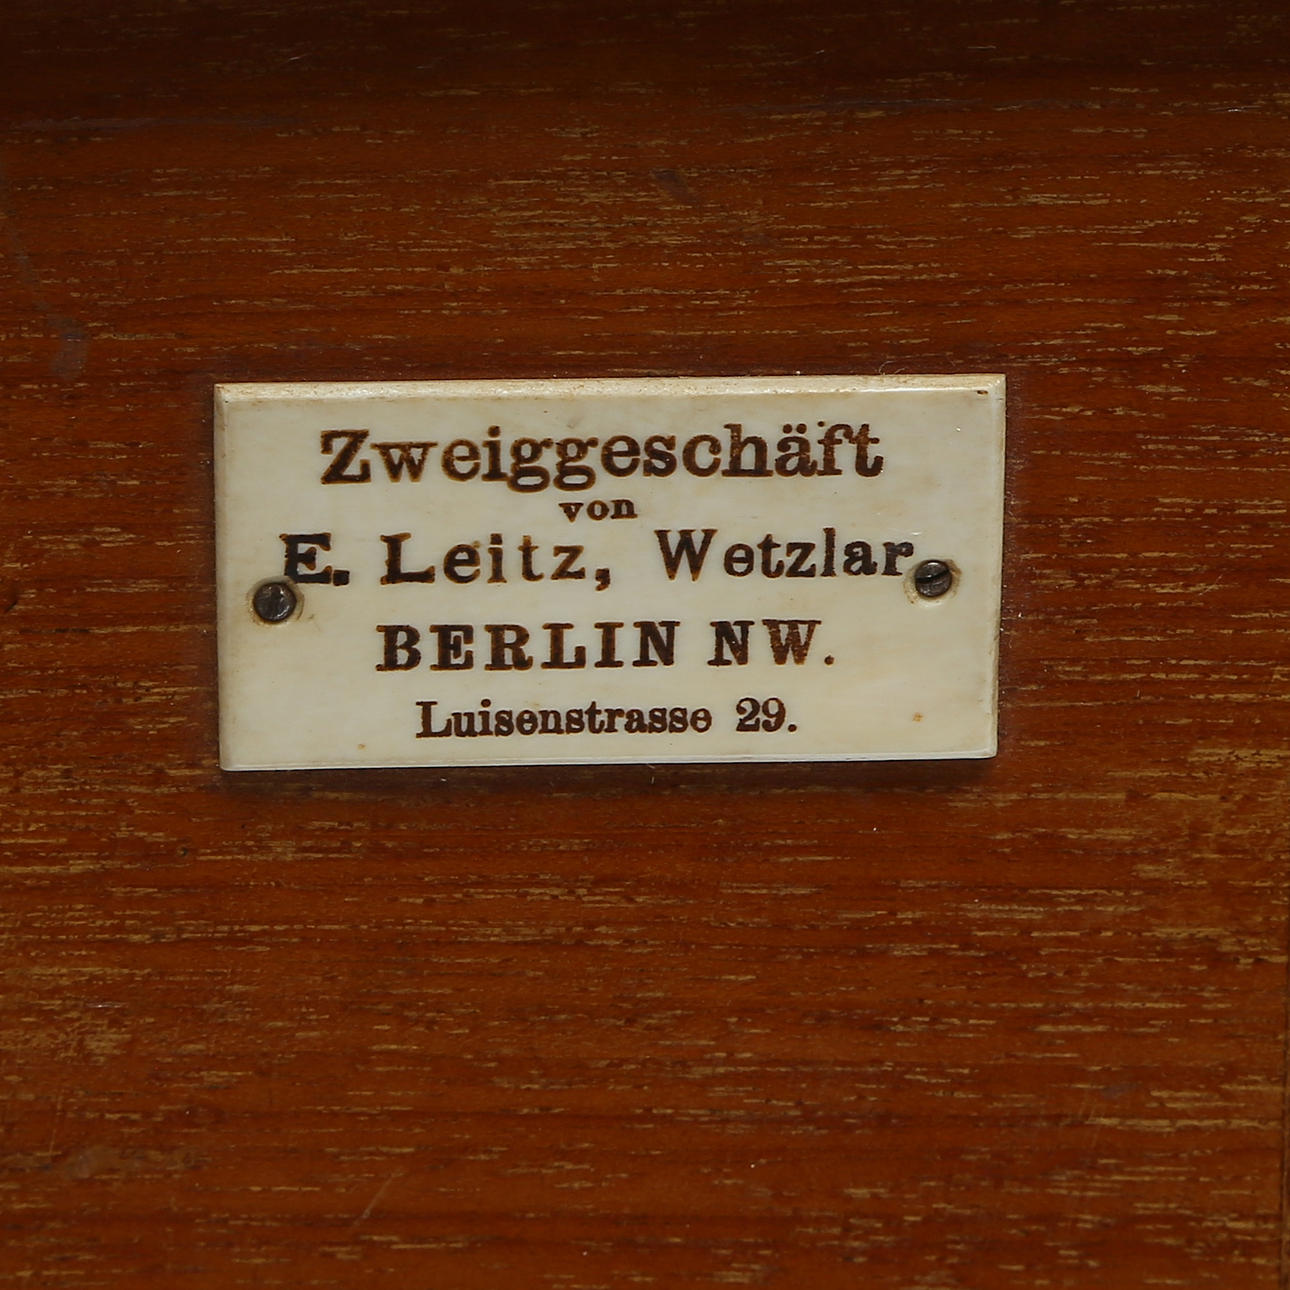 Zweiggeschäft
von
E. Leitz, Wetzlar
BERLIN NW.
Luisenstrasse 29.